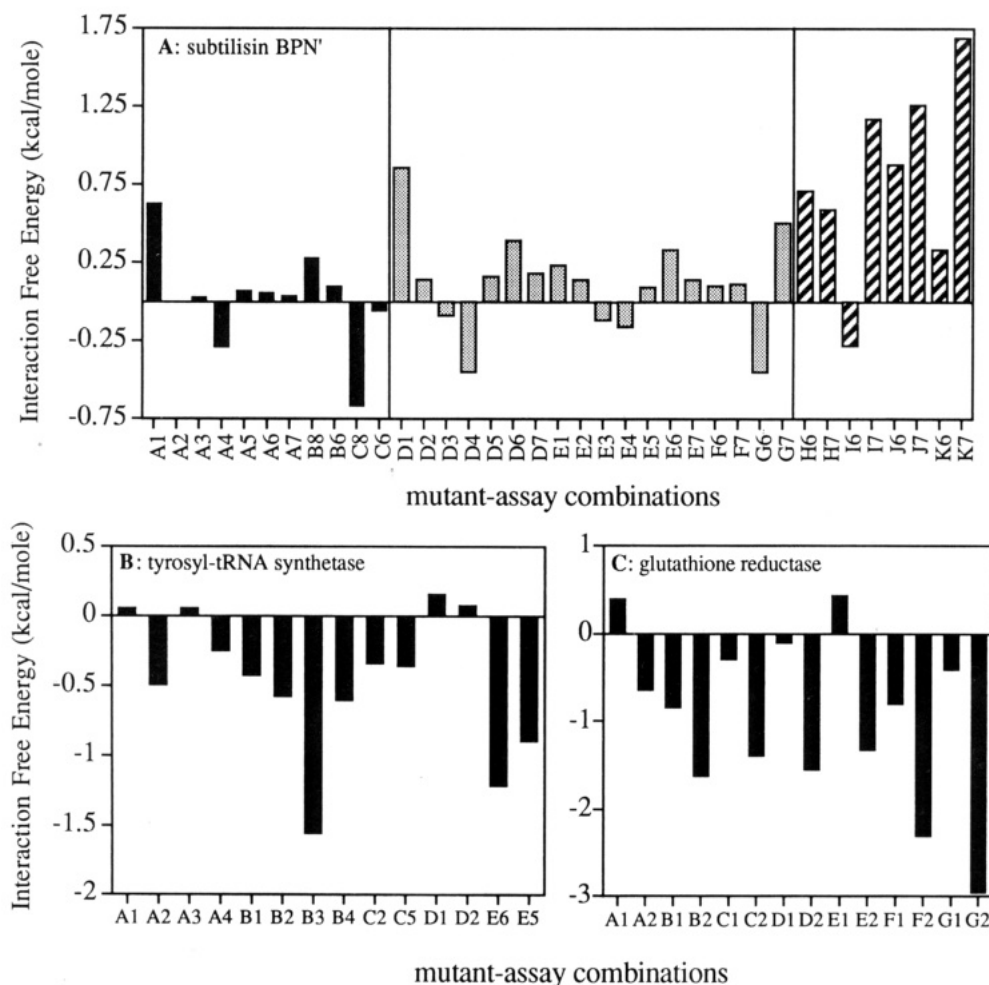 Interaction Free Energy (kcal/mole)
A: subtilisin BPN'
1.75
1.25
0.75
0.25
-0.25
-0.75
A1 A2 A3 A4 A5 A6 A7 B8 B6 C8 C6 D1 D2 D3 D4 D5 D6 D7 E1 E2 E3 E4 E5 E6 E7 F6 F7 G6 G7 H6 H7 I6 I7 J6 J7 K6 K7
mutant-assay combinations
Interaction Free Energy (kcal/mole)
B: tyrosyl-tRNA synthetase
0.5
0
-0.5
-1
-1.5
-2
A1 A2 A3 A4 B1 B2 B3 B4 C2 C5 D1 D2 E6 E5
C: glutathione reductase
1
0
-1
-2
-3
A1 A2 B1 B2 C1 C2 D1 D2 E1 E2 F1 F2 G1 G2
mutant-assay combinations